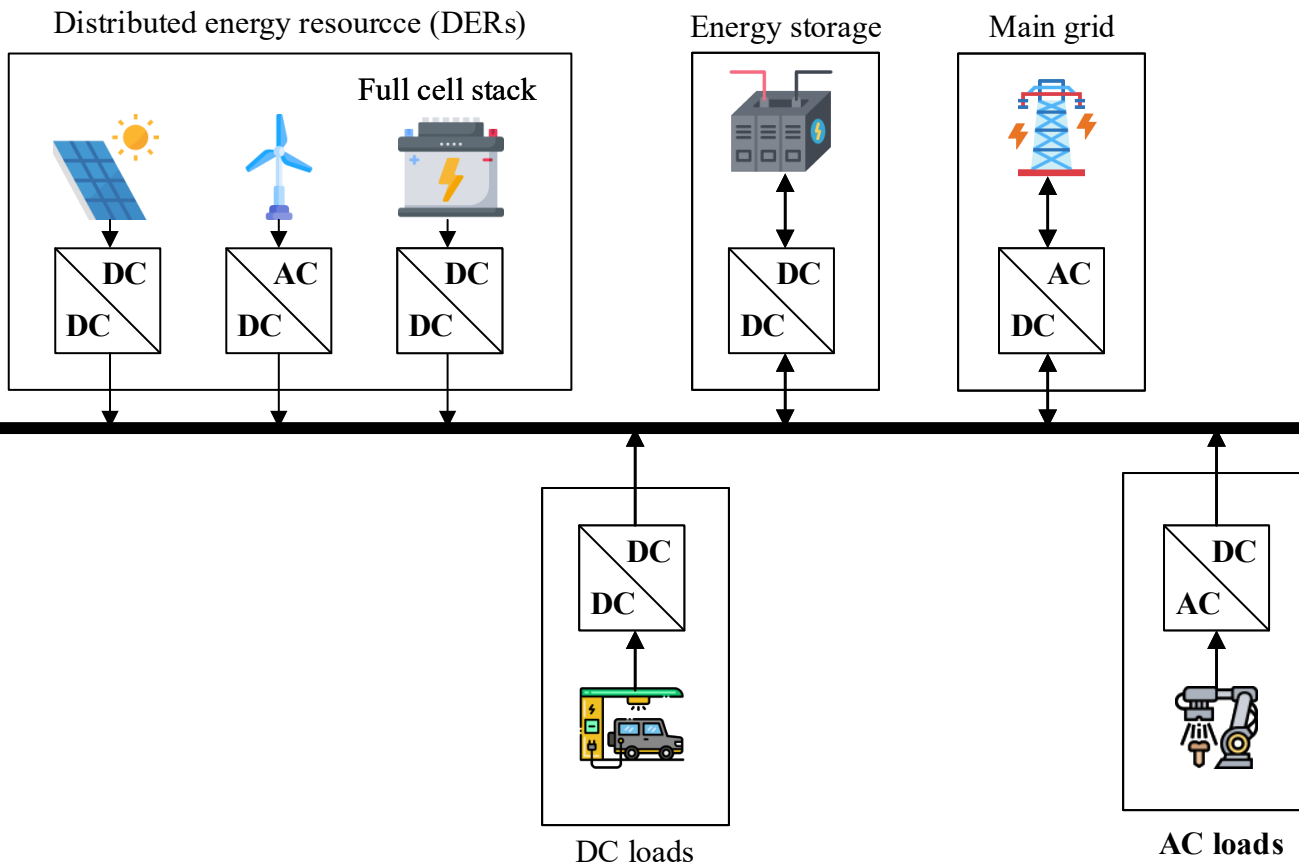 Distributed energy resourcce (DERs)
Energy storage
Main grid
Full cell stack
DC
DC
AC
DC
DC
DC
DC
DC
AC
DC
DC
DC
DC
AC
DC loads
AC loads